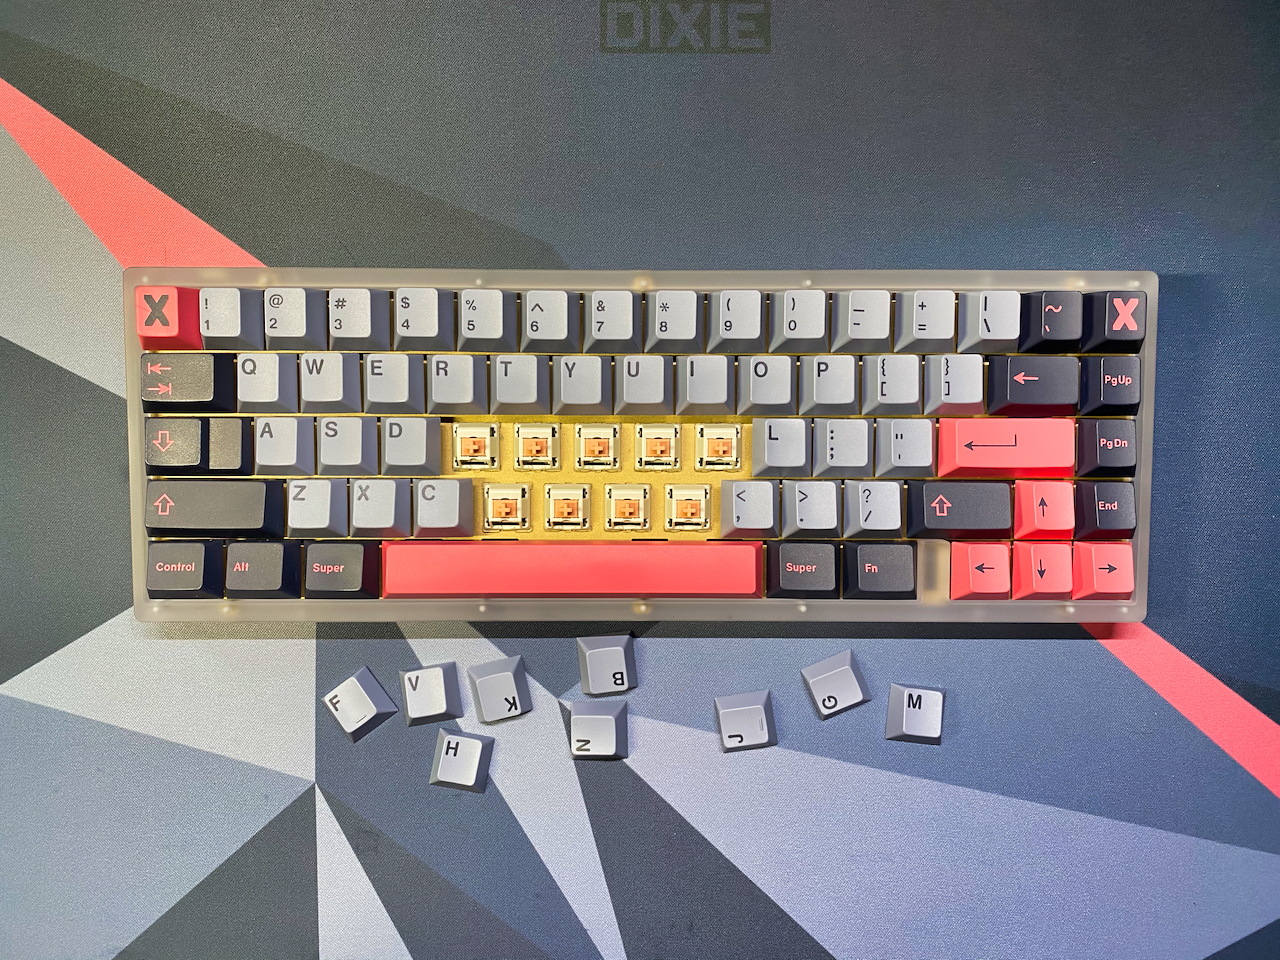 DIXIE
X ! 1 @ 2 # 3 $ 4 % 5 ^ 6 & 7 * 8 ( 9 ) 0 _ - + = | \ ~ ` X
Q W E R T Y U I O P { [ } ] ← PgUp
A S D L : ; " ' PgDn
Z X C < , > . ? / End
Control Alt Super Super Fn ← ↓ →
F V K B J G M
H N